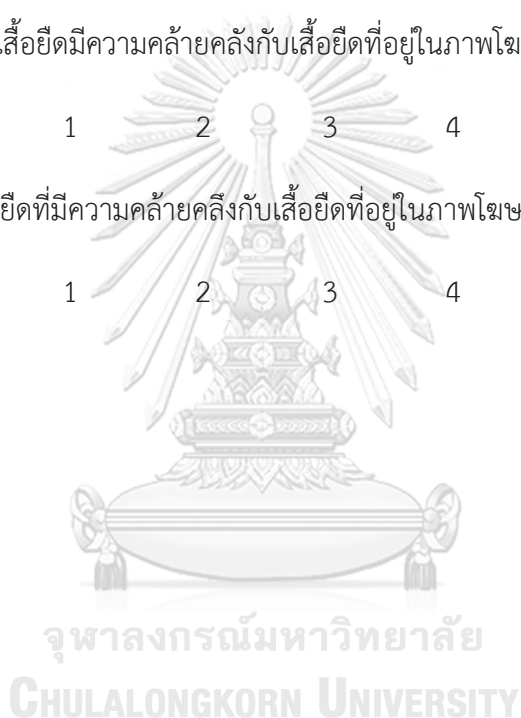 เสื้อยืดมีความคล้ายคลังกับเสื้อยืดที่อยู่ในภาพโฆ
1 2 3 4
ยืดที่มีความคล้ายคลึงกับเสื้อยืดที่อยู่ในภาพโฆษ
1 2 3 4
จุฬาลงกรณ์มหาวิทยาลัย
CHULALONGKORN UNIVERSITY